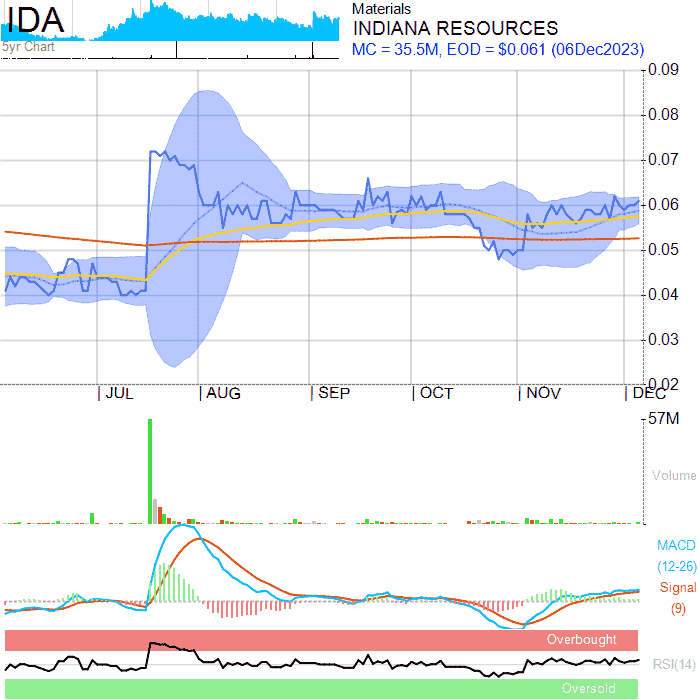 IDA
5yr Chart
Materials
INDIANA RESOURCES
MC = 35.5M, EOD = $0.061 (06Dec2023)
0.09
0.08
0.07
0.06
0.05
0.04
0.03
0.02
JUL AUG SEP OCT NOV DEC
57M
Volume
MACD
(12-26)
Signal
(9)
Overbought
RSI(14)
Oversold